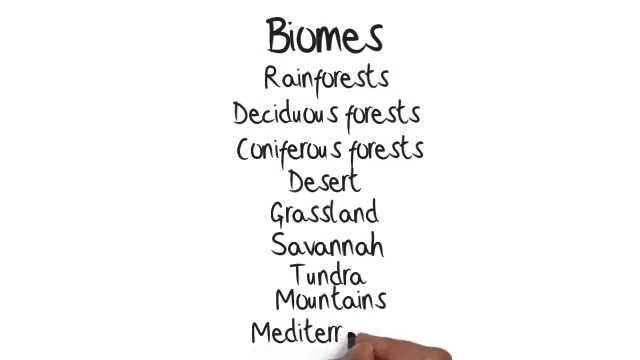 Biomes
Rainforests
Deciduous forests
Coniferous forests
Desert
Grassland
Savannah
Tundra
Mountains
Mediterr